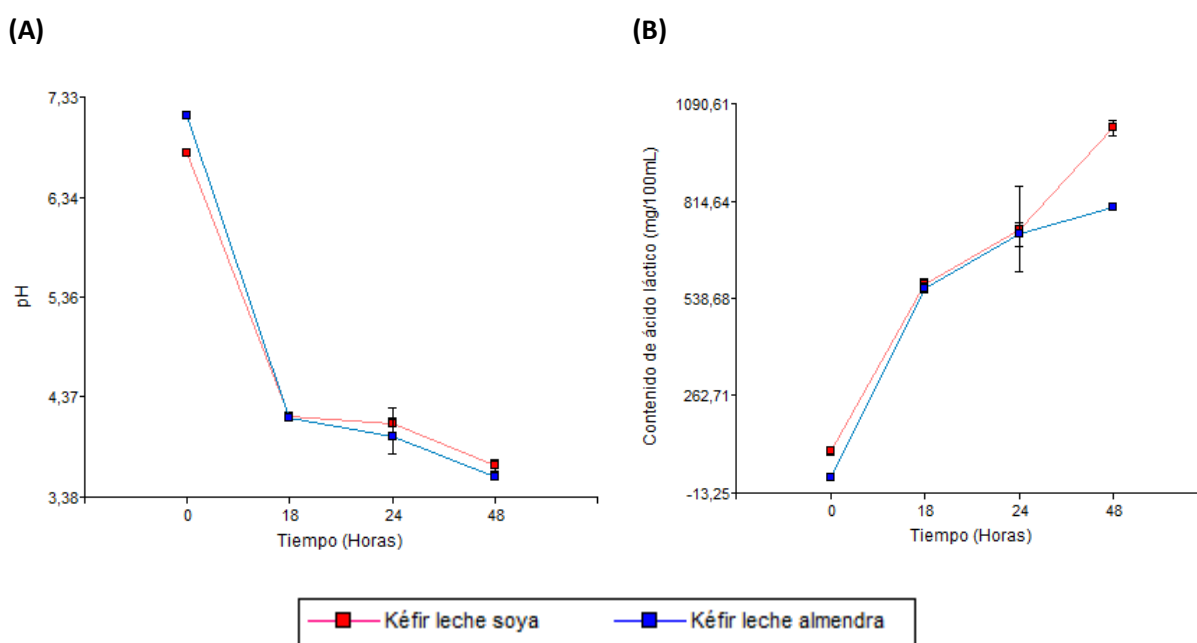 (A)
7,33
6,34
5,36
4,37
3,38
pH
0 18 24 48
Tiempo (Horas)
(B)
1090,61
814,64
538,68
262,71
-13,25
Contenido de ácido láctico (mg/100mL)
0 18 24 48
Tiempo (Horas)
Kéfir leche soya Kéfir leche almendra